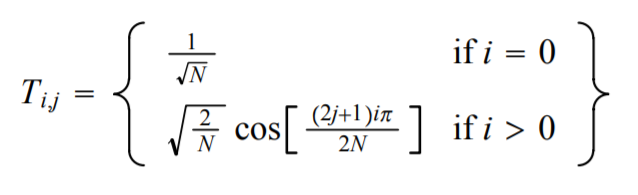 T_{i,j} = { 1/√N if i = 0
√(2/N) cos[ (2j+1)iπ / 2N ] if i > 0 }